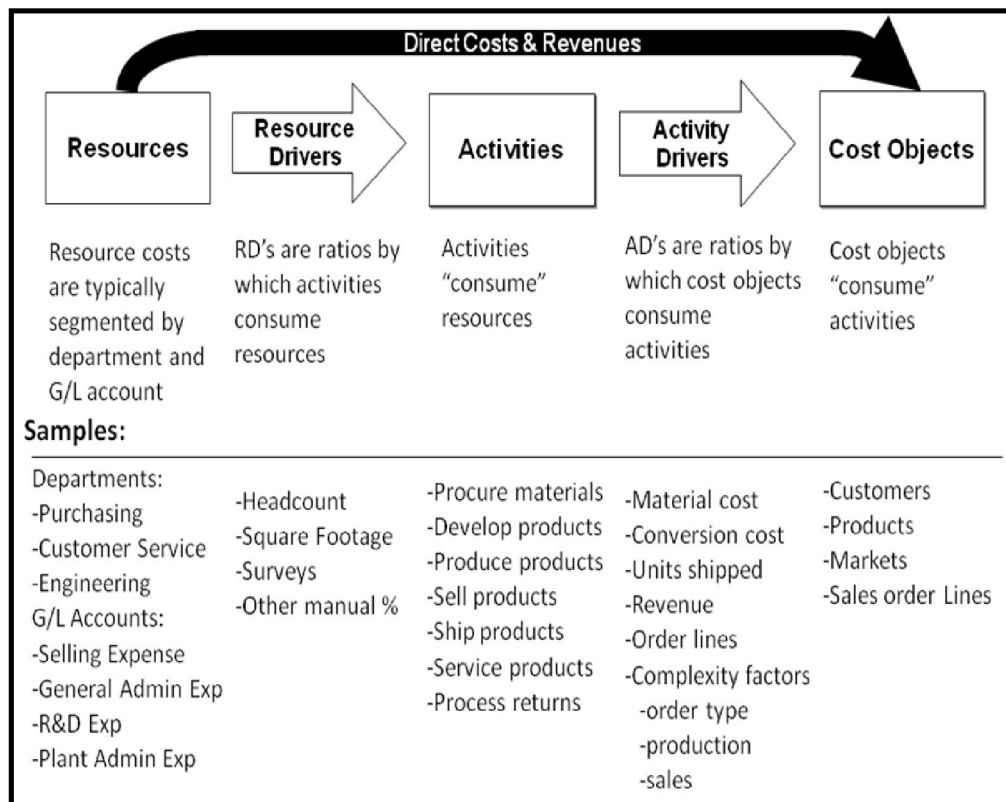 Direct Costs & Revenues
Resources
Resource
Drivers
Activities
Activity
Drivers
Cost Objects
Resource costs
are typically
segmented by
department and
G/L account
RD's are ratios by
which activities
consume
resources
Activities
“consume”
resources
AD's are ratios by
which cost objects
consume
activities
Cost objects
“consume”
activities
Samples:
Departments:
-Purchasing
-Customer Service
-Engineering
G/L Accounts:
-Selling Expense
-General Admin Exp
-R&D Exp
-Plant Admin Exp
-Headcount
-Square Footage
-Surveys
-Other manual %
-Procure materials
-Develop products
-Produce products
-Sell products
-Ship products
-Service products
-Process returns
-Material cost
-Conversion cost
-Units shipped
-Revenue
-Order lines
-Complexity factors
-order type
-production
-sales
-Customers
-Products
-Markets
-Sales order Lines